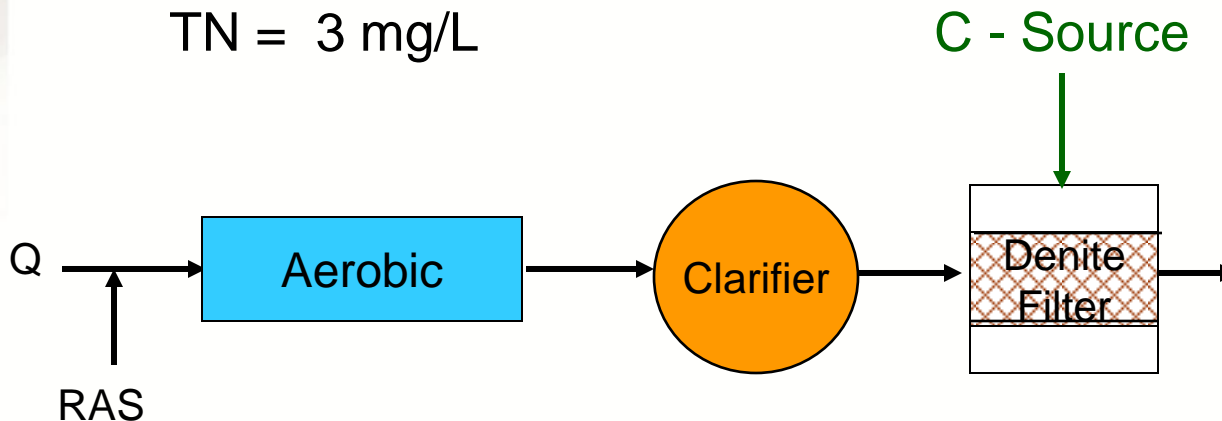 TN = 3 mg/L
C - Source
Q
Aerobic
Clarifier
Denite
Filter
RAS